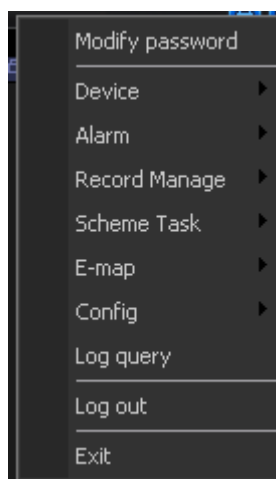 Modify password
Device
Alarm
Record Manage
Scheme Task
E-map
Config
Log query
Log out
Exit